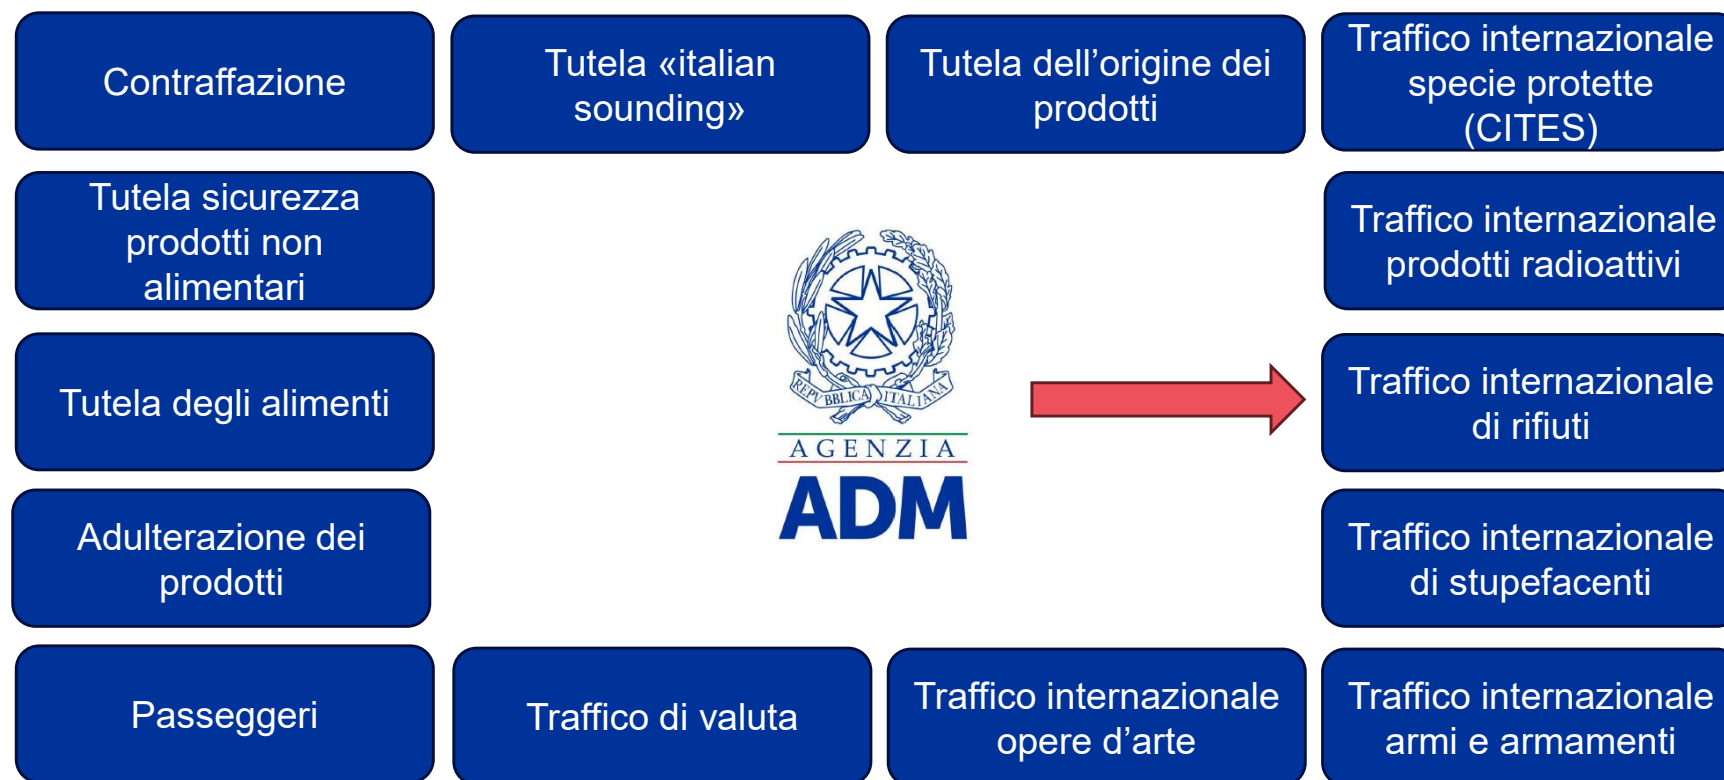 Contraffazione
Tutela «italian
sounding»
Tutela dell’origine dei
prodotti
Traffico internazionale
specie protette
(CITES)
Tutela sicurezza
prodotti non
alimentari
Traffico internazionale
prodotti radioattivi
Tutela degli alimenti
REPVBBLICA ITALIANA
AGENZIA
ADM
Traffico internazionale
di rifiuti
Adulterazione dei
prodotti
Traffico internazionale
di stupefacenti
Passeggeri
Traffico di valuta
Traffico internazionale
opere d’arte
Traffico internazionale
armi e armamenti